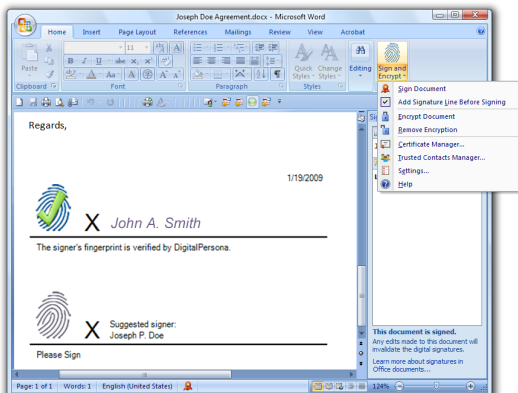 Joseph Doe Agreement.docx - Microsoft Word
Home Insert Page Layout References Mailings Review View Acrobat
Paste
11
Quick Styles
Change Styles
Editing
Sign and Encrypt
Clipboard Font Paragraph Styles
Sign Document
Add Signature Line Before Signing
Encrypt Document
Remove Encryption
Certificate Manager...
Trusted Contacts Manager...
Settings...
Help
Regards,
1/19/2009
X John A. Smith
The signer's fingerprint is verified by DigitalPersona.
X Suggested signer:
Joseph P. Doe
Please Sign
This document is signed.
Any edits made to this document will
invalidate the digital signatures.
Learn more about signatures in
Office documents...
Page: 1 of 1 Words: 1 English (United States) 124%